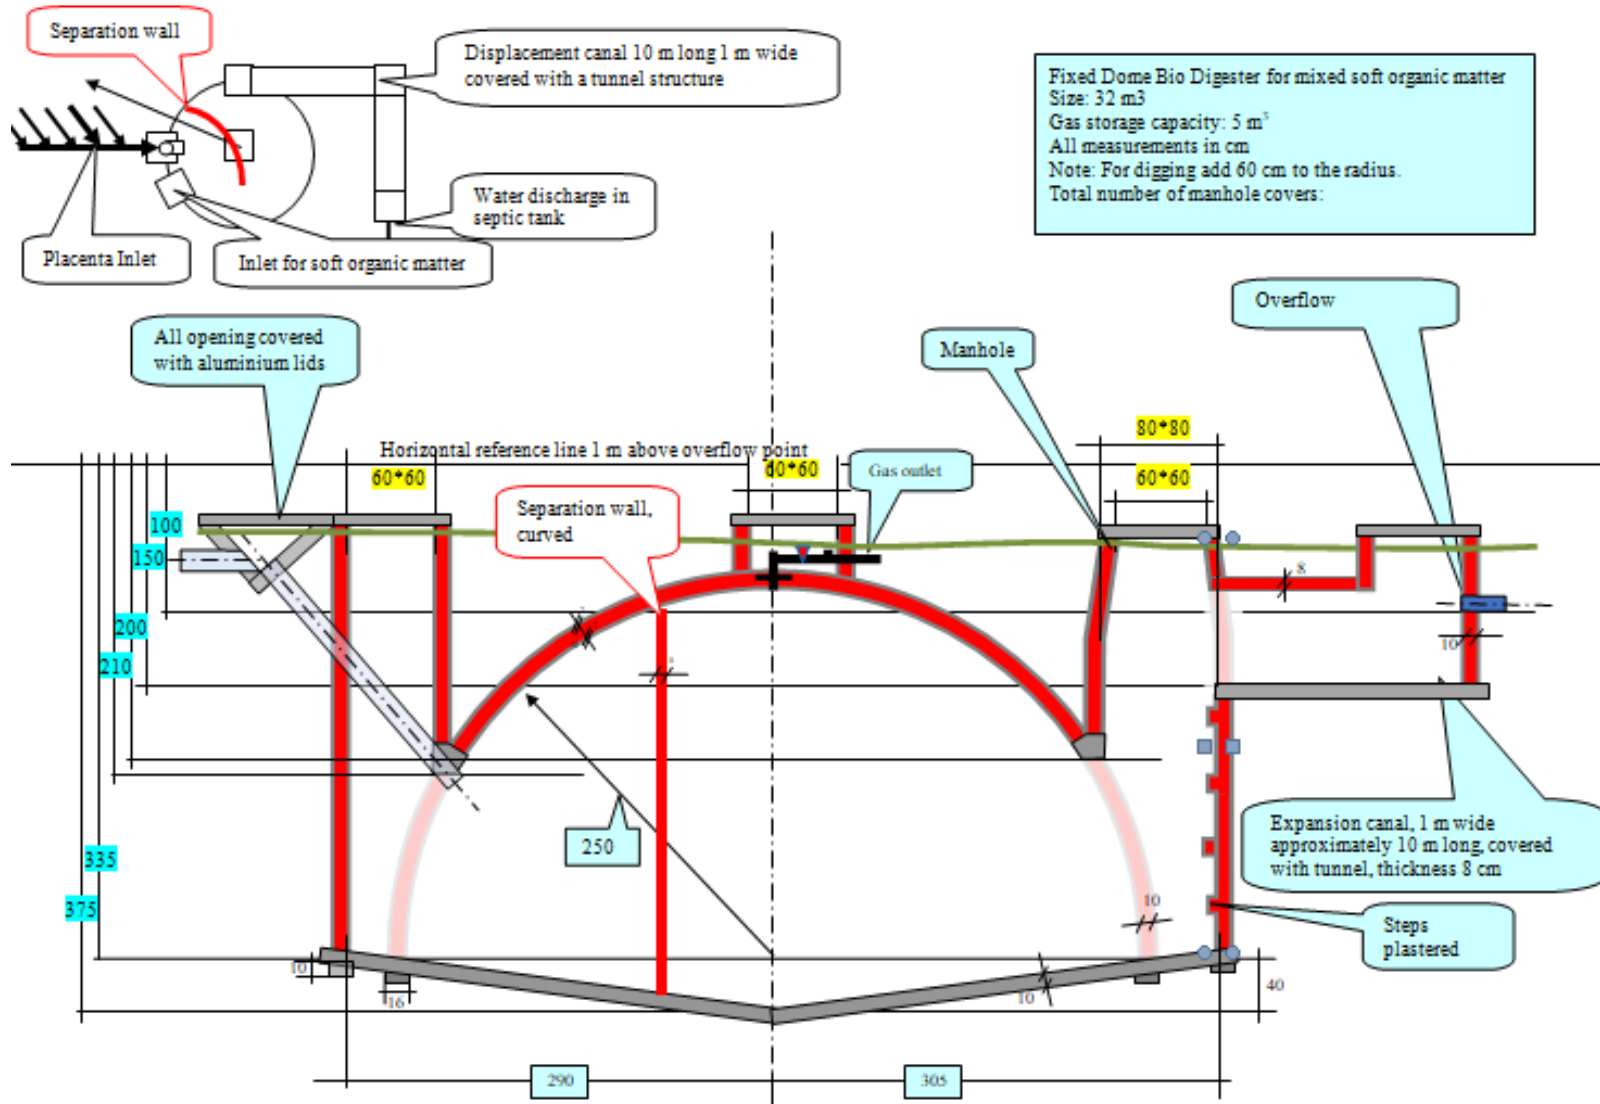 Separation wall
Displacement canal 10 m long 1 m wide
covered with a tunnel structure
Water discharge in
septic tank
Placenta Inlet
Inlet for soft organic matter
Fixed Dome Bio Digester for mixed soft organic matter
Size: 32 m3
Gas storage capacity: 5 m³
All measurements in cm
Note: For digging add 60 cm to the radius.
Total number of manhole covers:
All opening covered
with aluminium lids
Manhole
Overflow
Horizontal reference line 1 m above overflow point
80*80
60*60
60*60
60*60
Gas outlet
Separation wall,
curved
100
150
200
210
335
375
8
10
250
Expansion canal, 1 m wide
approximately 10 m long, covered
with tunnel, thickness 8 cm
Steps
plastered
10
10
16
10
40
290
305